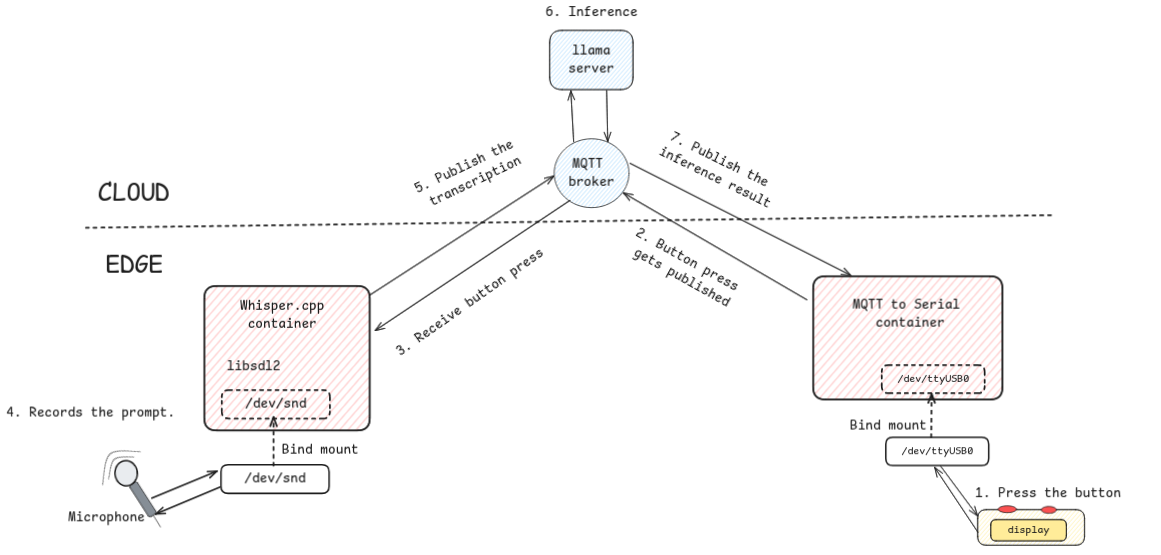 6. Inference
llama
server
MQTT
broker
5. Publish the
transcription
7. Publish the
inference result
CLOUD
EDGE
2. Button press
gets published
3. Receive button press
Whisper.cpp
container
libsdl2
/dev/snd
4. Records the prompt.
Bind mount
/dev/snd
Microphone
MQTT to Serial
container
/dev/ttyUSB0
Bind mount
/dev/ttyUSB0
1. Press the button
display